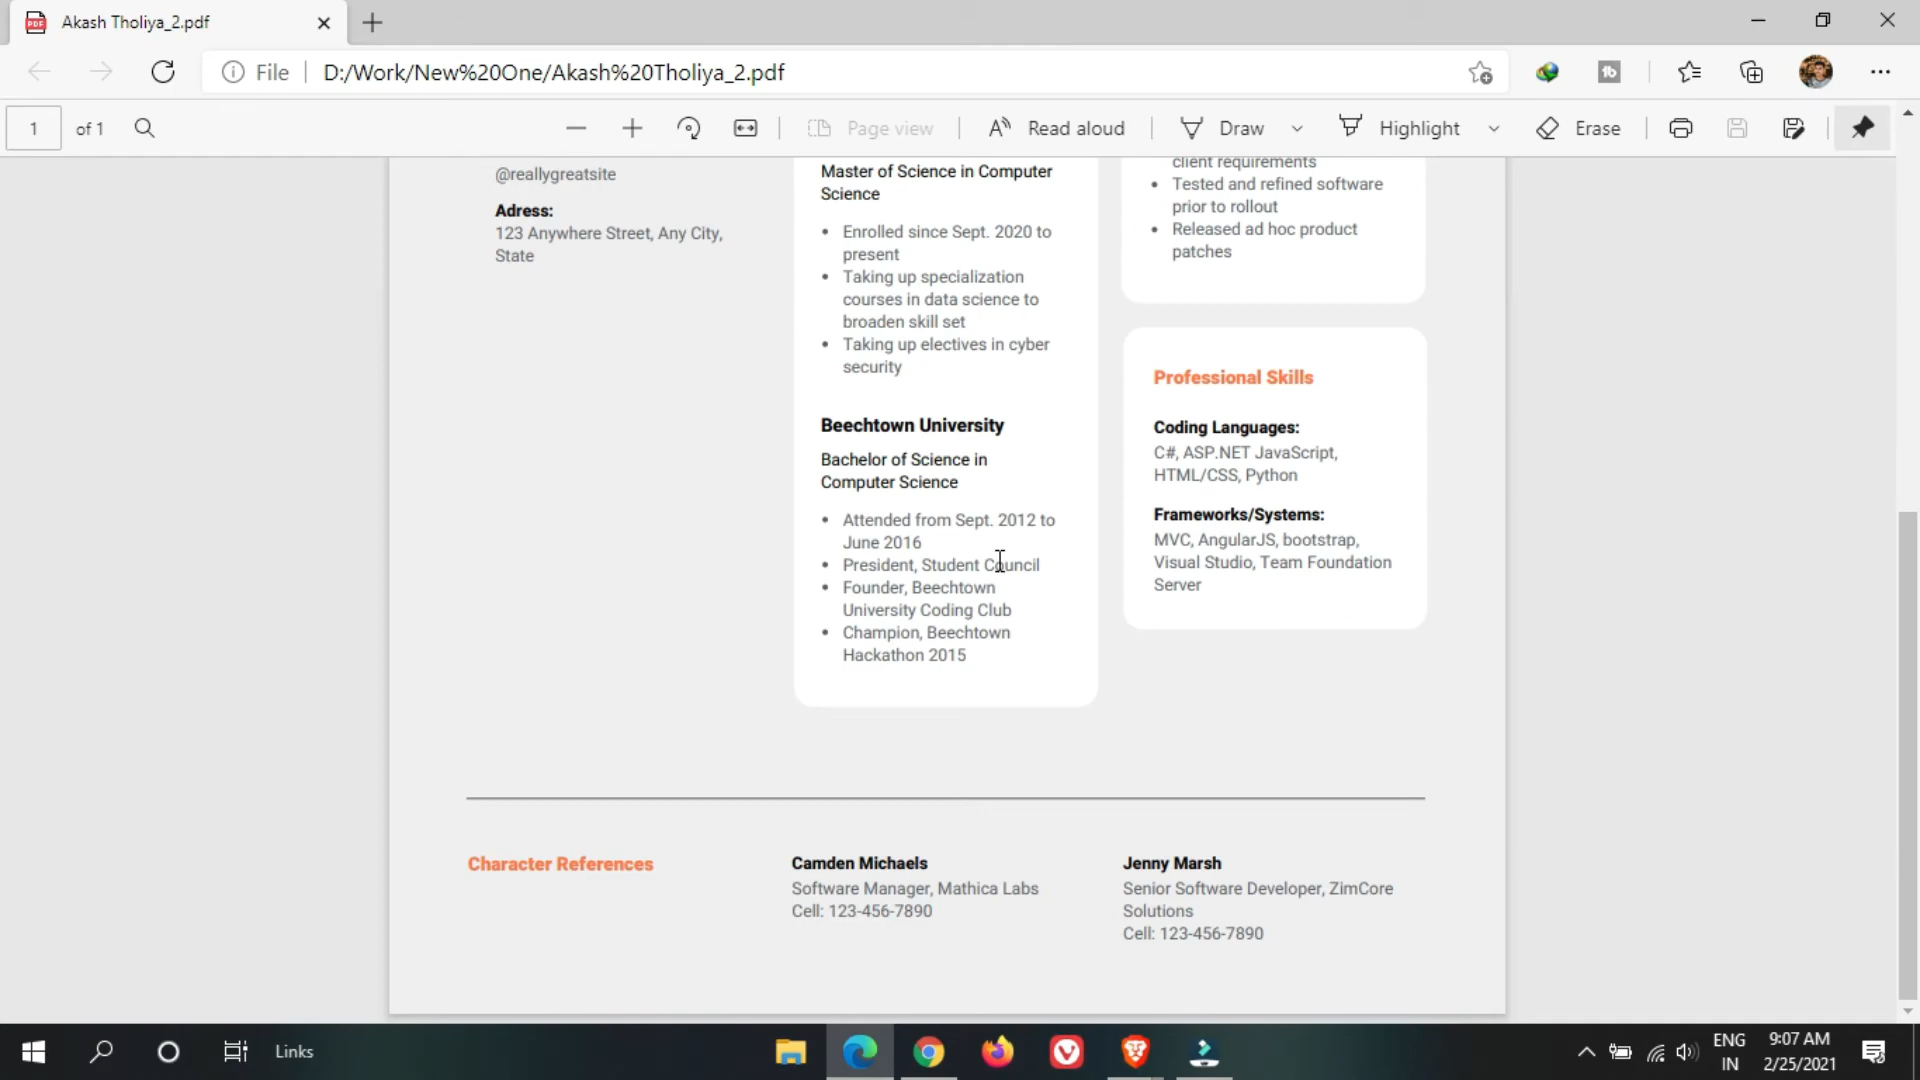 Akash Tholiya_2.pdf
File
D:/Work/New%20One/Akash%20Tholiya_2.pdf
1
of 1
Page view
Read aloud
Draw
Highlight
Erase
@reallygreatsite
Adress:
123 Anywhere Street, Any City,
State
Master of Science in Computer
Science
• Enrolled since Sept. 2020 to
present
• Taking up specialization
courses in data science to
broaden skill set
• Taking up electives in cyber
security
Beechtown University
Bachelor of Science in
Computer Science
• Attended from Sept. 2012 to
June 2016
• President, Student Council
• Founder, Beechtown
University Coding Club
• Champion, Beechtown
Hackathon 2015
client requirements
• Tested and refined software
prior to rollout
• Released ad hoc product
patches
Professional Skills
Coding Languages:
C#, ASP.NET JavaScript,
HTML/CSS, Python
Frameworks/Systems:
MVC, AngularJS, bootstrap,
Visual Studio, Team Foundation
Server
Character References
Camden Michaels
Software Manager, Mathica Labs
Cell: 123-456-7890
Jenny Marsh
Senior Software Developer, ZimCore
Solutions
Cell: 123-456-7890
Links
ENG
IN
9:07 AM
2/25/2021